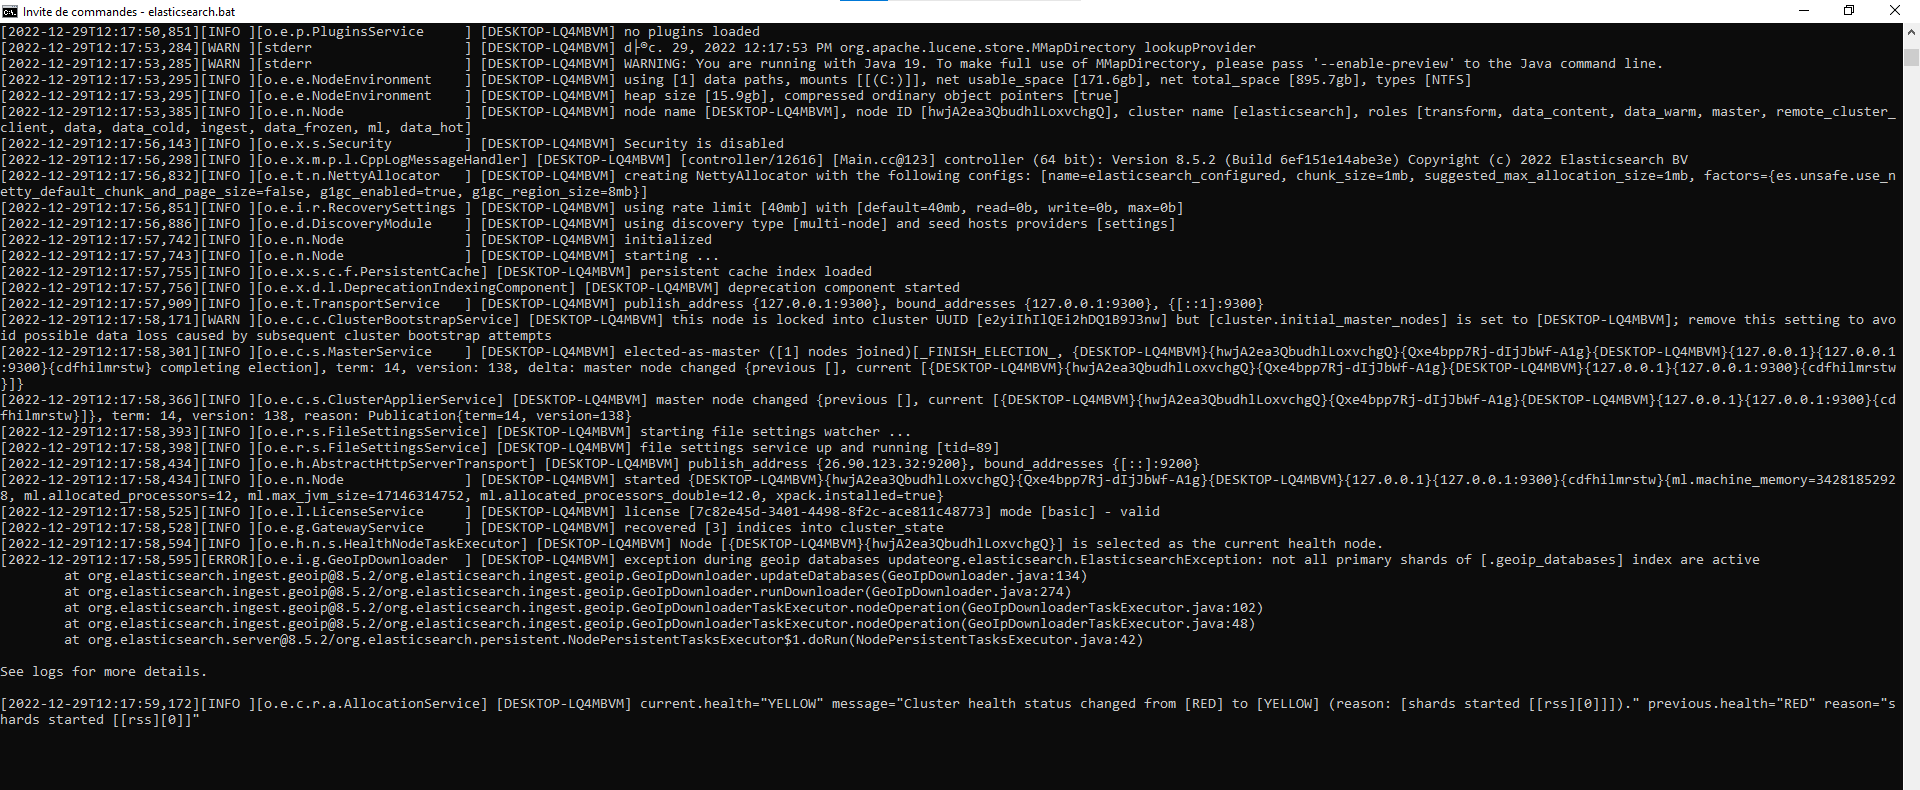 Invite de commandes - elasticsearch.bat
[2022-12-29T12:17:50,851][INFO ][o.e.p.PluginsService     ] [DESKTOP-LQ4MBVM] no plugins loaded
[2022-12-29T12:17:53,284][WARN ][stderr                   ] [DESKTOP-LQ4MBVM] d├®c. 29, 2022 12:17:53 PM org.apache.lucene.store.MMapDirectory lookupProvider
[2022-12-29T12:17:53,285][WARN ][stderr                   ] [DESKTOP-LQ4MBVM] WARNING: You are running with Java 19. To make full use of MMapDirectory, please pass '--enable-preview' to the Java command line.
[2022-12-29T12:17:53,295][INFO ][o.e.e.NodeEnvironment    ] [DESKTOP-LQ4MBVM] using [1] data paths, mounts [[(C:)]], net usable_space [171.6gb], net total_space [895.7gb], types [NTFS]
[2022-12-29T12:17:53,295][INFO ][o.e.e.NodeEnvironment    ] [DESKTOP-LQ4MBVM] heap size [15.9gb], compressed ordinary object pointers [true]
[2022-12-29T12:17:53,385][INFO ][o.e.n.Node               ] [DESKTOP-LQ4MBVM] node name [DESKTOP-LQ4MBVM], node ID [hwjA2ea3QbudhlLoxvchgQ], cluster name [elasticsearch], roles [transform, data_content, data_warm, master, remote_cluster_
client, data, data_cold, ingest, data_frozen, ml, data_hot]
[2022-12-29T12:17:56,143][INFO ][o.e.x.s.Security         ] [DESKTOP-LQ4MBVM] Security is disabled
[2022-12-29T12:17:56,298][INFO ][o.e.x.m.p.l.CppLogMessageHandler] [DESKTOP-LQ4MBVM] [controller/12616] [Main.cc@123] controller (64 bit): Version 8.5.2 (Build 6ef151e14abe3e) Copyright (c) 2022 Elasticsearch BV
[2022-12-29T12:17:56,832][INFO ][o.e.t.n.NettyAllocator   ] [DESKTOP-LQ4MBVM] creating NettyAllocator with the following configs: [name=elasticsearch_configured, chunk_size=1mb, suggested_max_allocation_size=1mb, factors={es.unsafe.use_n
etty_default_chunk_and_page_size=false, g1gc_enabled=true, g1gc_region_size=8mb}]
[2022-12-29T12:17:56,851][INFO ][o.e.i.r.RecoverySettings ] [DESKTOP-LQ4MBVM] using rate limit [40mb] with [default=40mb, read=0b, write=0b, max=0b]
[2022-12-29T12:17:56,886][INFO ][o.e.d.DiscoveryModule    ] [DESKTOP-LQ4MBVM] using discovery type [multi-node] and seed hosts providers [settings]
[2022-12-29T12:17:57,742][INFO ][o.e.n.Node               ] [DESKTOP-LQ4MBVM] initialized
[2022-12-29T12:17:57,743][INFO ][o.e.n.Node               ] [DESKTOP-LQ4MBVM] starting ...
[2022-12-29T12:17:57,755][INFO ][o.e.x.s.c.f.PersistentCache] [DESKTOP-LQ4MBVM] persistent cache index loaded
[2022-12-29T12:17:57,756][INFO ][o.e.x.d.l.DeprecationIndexingComponent] [DESKTOP-LQ4MBVM] deprecation component started
[2022-12-29T12:17:57,909][INFO ][o.e.t.TransportService   ] [DESKTOP-LQ4MBVM] publish_address {127.0.0.1:9300}, bound_addresses {127.0.0.1:9300}, {[::1]:9300}
[2022-12-29T12:17:58,171][WARN ][o.e.c.c.ClusterBootstrapService] [DESKTOP-LQ4MBVM] this node is locked into cluster UUID [e2yiIhIlQEi2hDQ1B9J3nw] but [cluster.initial_master_nodes] is set to [DESKTOP-LQ4MBVM]; remove this setting to avo
id possible data loss caused by subsequent cluster bootstrap attempts
[2022-12-29T12:17:58,301][INFO ][o.e.c.s.MasterService    ] [DESKTOP-LQ4MBVM] elected-as-master ([1] nodes joined)[_FINISH_ELECTION_, {DESKTOP-LQ4MBVM}{hwjA2ea3QbudhlLoxvchgQ}{Qxe4bpp7Rj-dIjJbWf-A1g}{DESKTOP-LQ4MBVM}{127.0.0.1}{127.0.0.1
:9300}{cdfhilmrstw} completing election], term: 14, version: 138, delta: master node changed {previous [], current [{DESKTOP-LQ4MBVM}{hwjA2ea3QbudhlLoxvchgQ}{Qxe4bpp7Rj-dIjJbWf-A1g}{DESKTOP-LQ4MBVM}{127.0.0.1}{127.0.0.1:9300}{cdfhilmrstw
}]}
[2022-12-29T12:17:58,366][INFO ][o.e.c.s.ClusterApplierService] [DESKTOP-LQ4MBVM] master node changed {previous [], current [{DESKTOP-LQ4MBVM}{hwjA2ea3QbudhlLoxvchgQ}{Qxe4bpp7Rj-dIjJbWf-A1g}{DESKTOP-LQ4MBVM}{127.0.0.1}{127.0.0.1:9300}{cd
fhilmrstw}]}, term: 14, version: 138, reason: Publication{term=14, version=138}
[2022-12-29T12:17:58,393][INFO ][o.e.r.s.FileSettingsService] [DESKTOP-LQ4MBVM] starting file settings watcher ...
[2022-12-29T12:17:58,398][INFO ][o.e.r.s.FileSettingsService] [DESKTOP-LQ4MBVM] file settings service up and running [tid=89]
[2022-12-29T12:17:58,434][INFO ][o.e.h.AbstractHttpServerTransport] [DESKTOP-LQ4MBVM] publish_address {26.90.123.32:9200}, bound_addresses {[::]:9200}
[2022-12-29T12:17:58,434][INFO ][o.e.n.Node               ] [DESKTOP-LQ4MBVM] started {DESKTOP-LQ4MBVM}{hwjA2ea3QbudhlLoxvchgQ}{Qxe4bpp7Rj-dIjJbWf-A1g}{DESKTOP-LQ4MBVM}{127.0.0.1}{127.0.0.1:9300}{cdfhilmrstw}{ml.machine_memory=3428185292
8, ml.allocated_processors=12, ml.max_jvm_size=17146314752, ml.allocated_processors_double=12.0, xpack.installed=true}
[2022-12-29T12:17:58,525][INFO ][o.e.l.LicenseService     ] [DESKTOP-LQ4MBVM] license [7c82e45d-3401-4498-8f2c-ace811c48773] mode [basic] - valid
[2022-12-29T12:17:58,528][INFO ][o.e.g.GatewayService     ] [DESKTOP-LQ4MBVM] recovered [3] indices into cluster_state
[2022-12-29T12:17:58,594][INFO ][o.e.h.n.s.HealthNodeTaskExecutor] [DESKTOP-LQ4MBVM] Node [{DESKTOP-LQ4MBVM}{hwjA2ea3QbudhlLoxvchgQ}] is selected as the current health node.
[2022-12-29T12:17:58,595][ERROR][o.e.i.g.GeoIpDownloader  ] [DESKTOP-LQ4MBVM] exception during geoip databases updateorg.elasticsearch.ElasticsearchException: not all primary shards of [.geoip_databases] index are active
        at org.elasticsearch.ingest.geoip@8.5.2/org.elasticsearch.ingest.geoip.GeoIpDownloader.updateDatabases(GeoIpDownloader.java:134)
        at org.elasticsearch.ingest.geoip@8.5.2/org.elasticsearch.ingest.geoip.GeoIpDownloader.runDownloader(GeoIpDownloader.java:274)
        at org.elasticsearch.ingest.geoip@8.5.2/org.elasticsearch.ingest.geoip.GeoIpDownloaderTaskExecutor.nodeOperation(GeoIpDownloaderTaskExecutor.java:102)
        at org.elasticsearch.ingest.geoip@8.5.2/org.elasticsearch.ingest.geoip.GeoIpDownloaderTaskExecutor.nodeOperation(GeoIpDownloaderTaskExecutor.java:48)
        at org.elasticsearch.server@8.5.2/org.elasticsearch.persistent.NodePersistentTasksExecutor$1.doRun(NodePersistentTasksExecutor.java:42)
See logs for more details.
[2022-12-29T12:17:59,172][INFO ][o.e.c.r.a.AllocationService] [DESKTOP-LQ4MBVM] current.health="YELLOW" message="Cluster health status changed from [RED] to [YELLOW] (reason: [shards started [[rss][0]]])." previous.health="RED" reason="s
hards started [[rss][0]]"